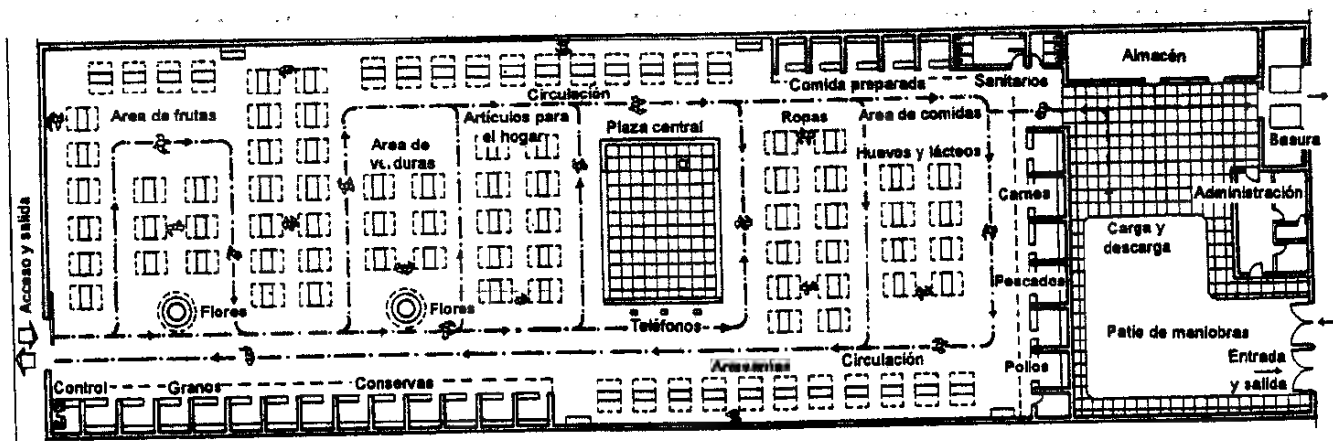 Almacén
Sanitarios
Comida preparada
Circulación
Area de frutas
Artículos para
el hogar
Plaza central
Ropas
Area de comidas
Basura
Area de
Huevos y lácteos
Carnes
Administración
Carga y
descarga
Acceso y salida
Pescados
Flores
Flores
Teléfonos
Patio de maniobras
Circulación
Entrada
y salida
Pollos
Control
Granos
Conservas